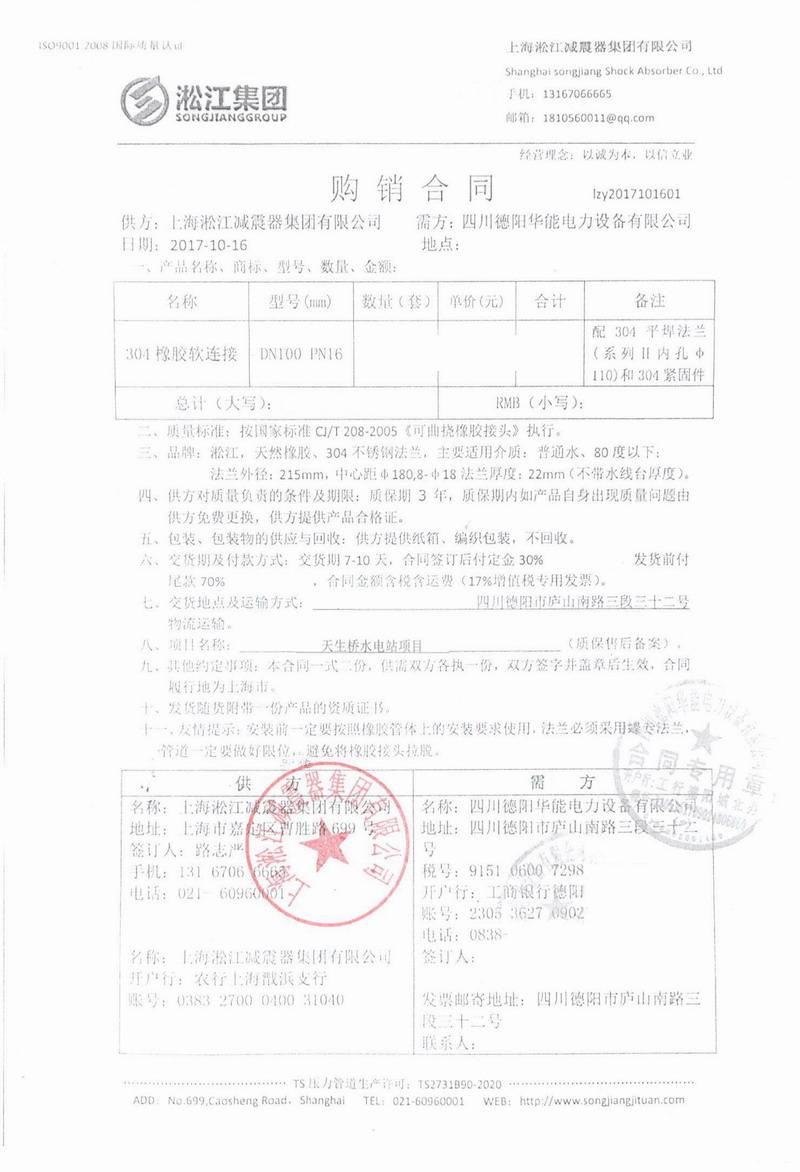 ISO9001:2008国际质量认证
上海淞江减震器集团有限公司
Shanghai songjiang Shock Absorber Co., Ltd
手机: 13167066665
邮箱: 1810560011@qq.com
淞江集团
SONGJIANGGROUP
经营理念: 以诚为本, 以信立业
购 销 合 同
lzy2017101601
供方: 上海淞江减震器集团有限公司 需方: 四川德阳华能电力设备有限公司
日期: 2017-10-16 地点:
一、产品名称、商标、型号、数量、金额:
名称 型号(mm) 数量(套) 单价(元) 合计 备注
304橡胶软连接 DN100 PN16 配 304 平焊法兰
(系列Ⅱ内孔φ
110)和304紧固件
总计(大写): RMB(小写):
二、质量标准: 按国家标准 CJ/T 208-2005《可曲挠橡胶接头》执行。
三、品牌: 淞江, 天然橡胶、304 不锈钢法兰, 主要适用介质: 普通水、80 度以下;
法兰外径: 215mm, 中心距φ180,8-φ18 法兰厚度: 22mm(不带水线台厚度)。
四、供方对质量负责的条件及期限: 质保期 3 年, 质保期内如产品自身出现质量问题由
供方免费更换, 供方提供产品合格证。
五、包装、包装物的供应与回收: 供方提供纸箱、编织包装, 不回收。
六、交货期及付款方式: 交货期 7-10 天, 合同签订后付定金 30% 发货前付
尾款 70% , 合同金额含税含运费(17%增值税专用发票)。
七、交货地点及运输方式: 四川德阳市庐山南路三段三十二号
物流运输。
八、项目名称: 天生桥水电站项目 (质保售后备案)。
九、其他约定事项: 本合同一式二份, 供需双方各执一份, 双方签字并盖章后生效, 合同
履行地为上海市。
十、发货随货附带一份产品的资质证书。
十一、友情提示: 安装前一定要按照橡胶管体上的安装要求使用, 法兰必须采用蝶专法兰,
管道一定要做好限位, 避免将橡胶接头拉脱。
供 方
名称: 上海淞江减震器集团有限公司
地址: 上海市嘉定区曹胜路 699 号
签订人: 路志严
手机: 131 6706 6665
电话: 021- 60960001
名称: 上海淞江减震器集团有限公司
开户行: 农行上海戬浜支行
账号: 0383 2700 0400 31040
需 方
名称: 四川德阳华能电力设备有限公司
地址: 四川德阳市庐山南路三段三十二
号
税号: 9151 0600 7298
开户行: 工商银行德阳
账号: 2305 3627 0902
电话: 0838-
签订人:
发票邮寄地址: 四川德阳市庐山南路三
段三十二号
联系人:
上海淞江减震器集团有限公司
合同专用章
TS 压力管道生产许可: TS2731B90-2020
ADD: No.699,Caosheng Road, Shanghai TEL: 021-60960001 WEB: http://www.songjiangjituan.com